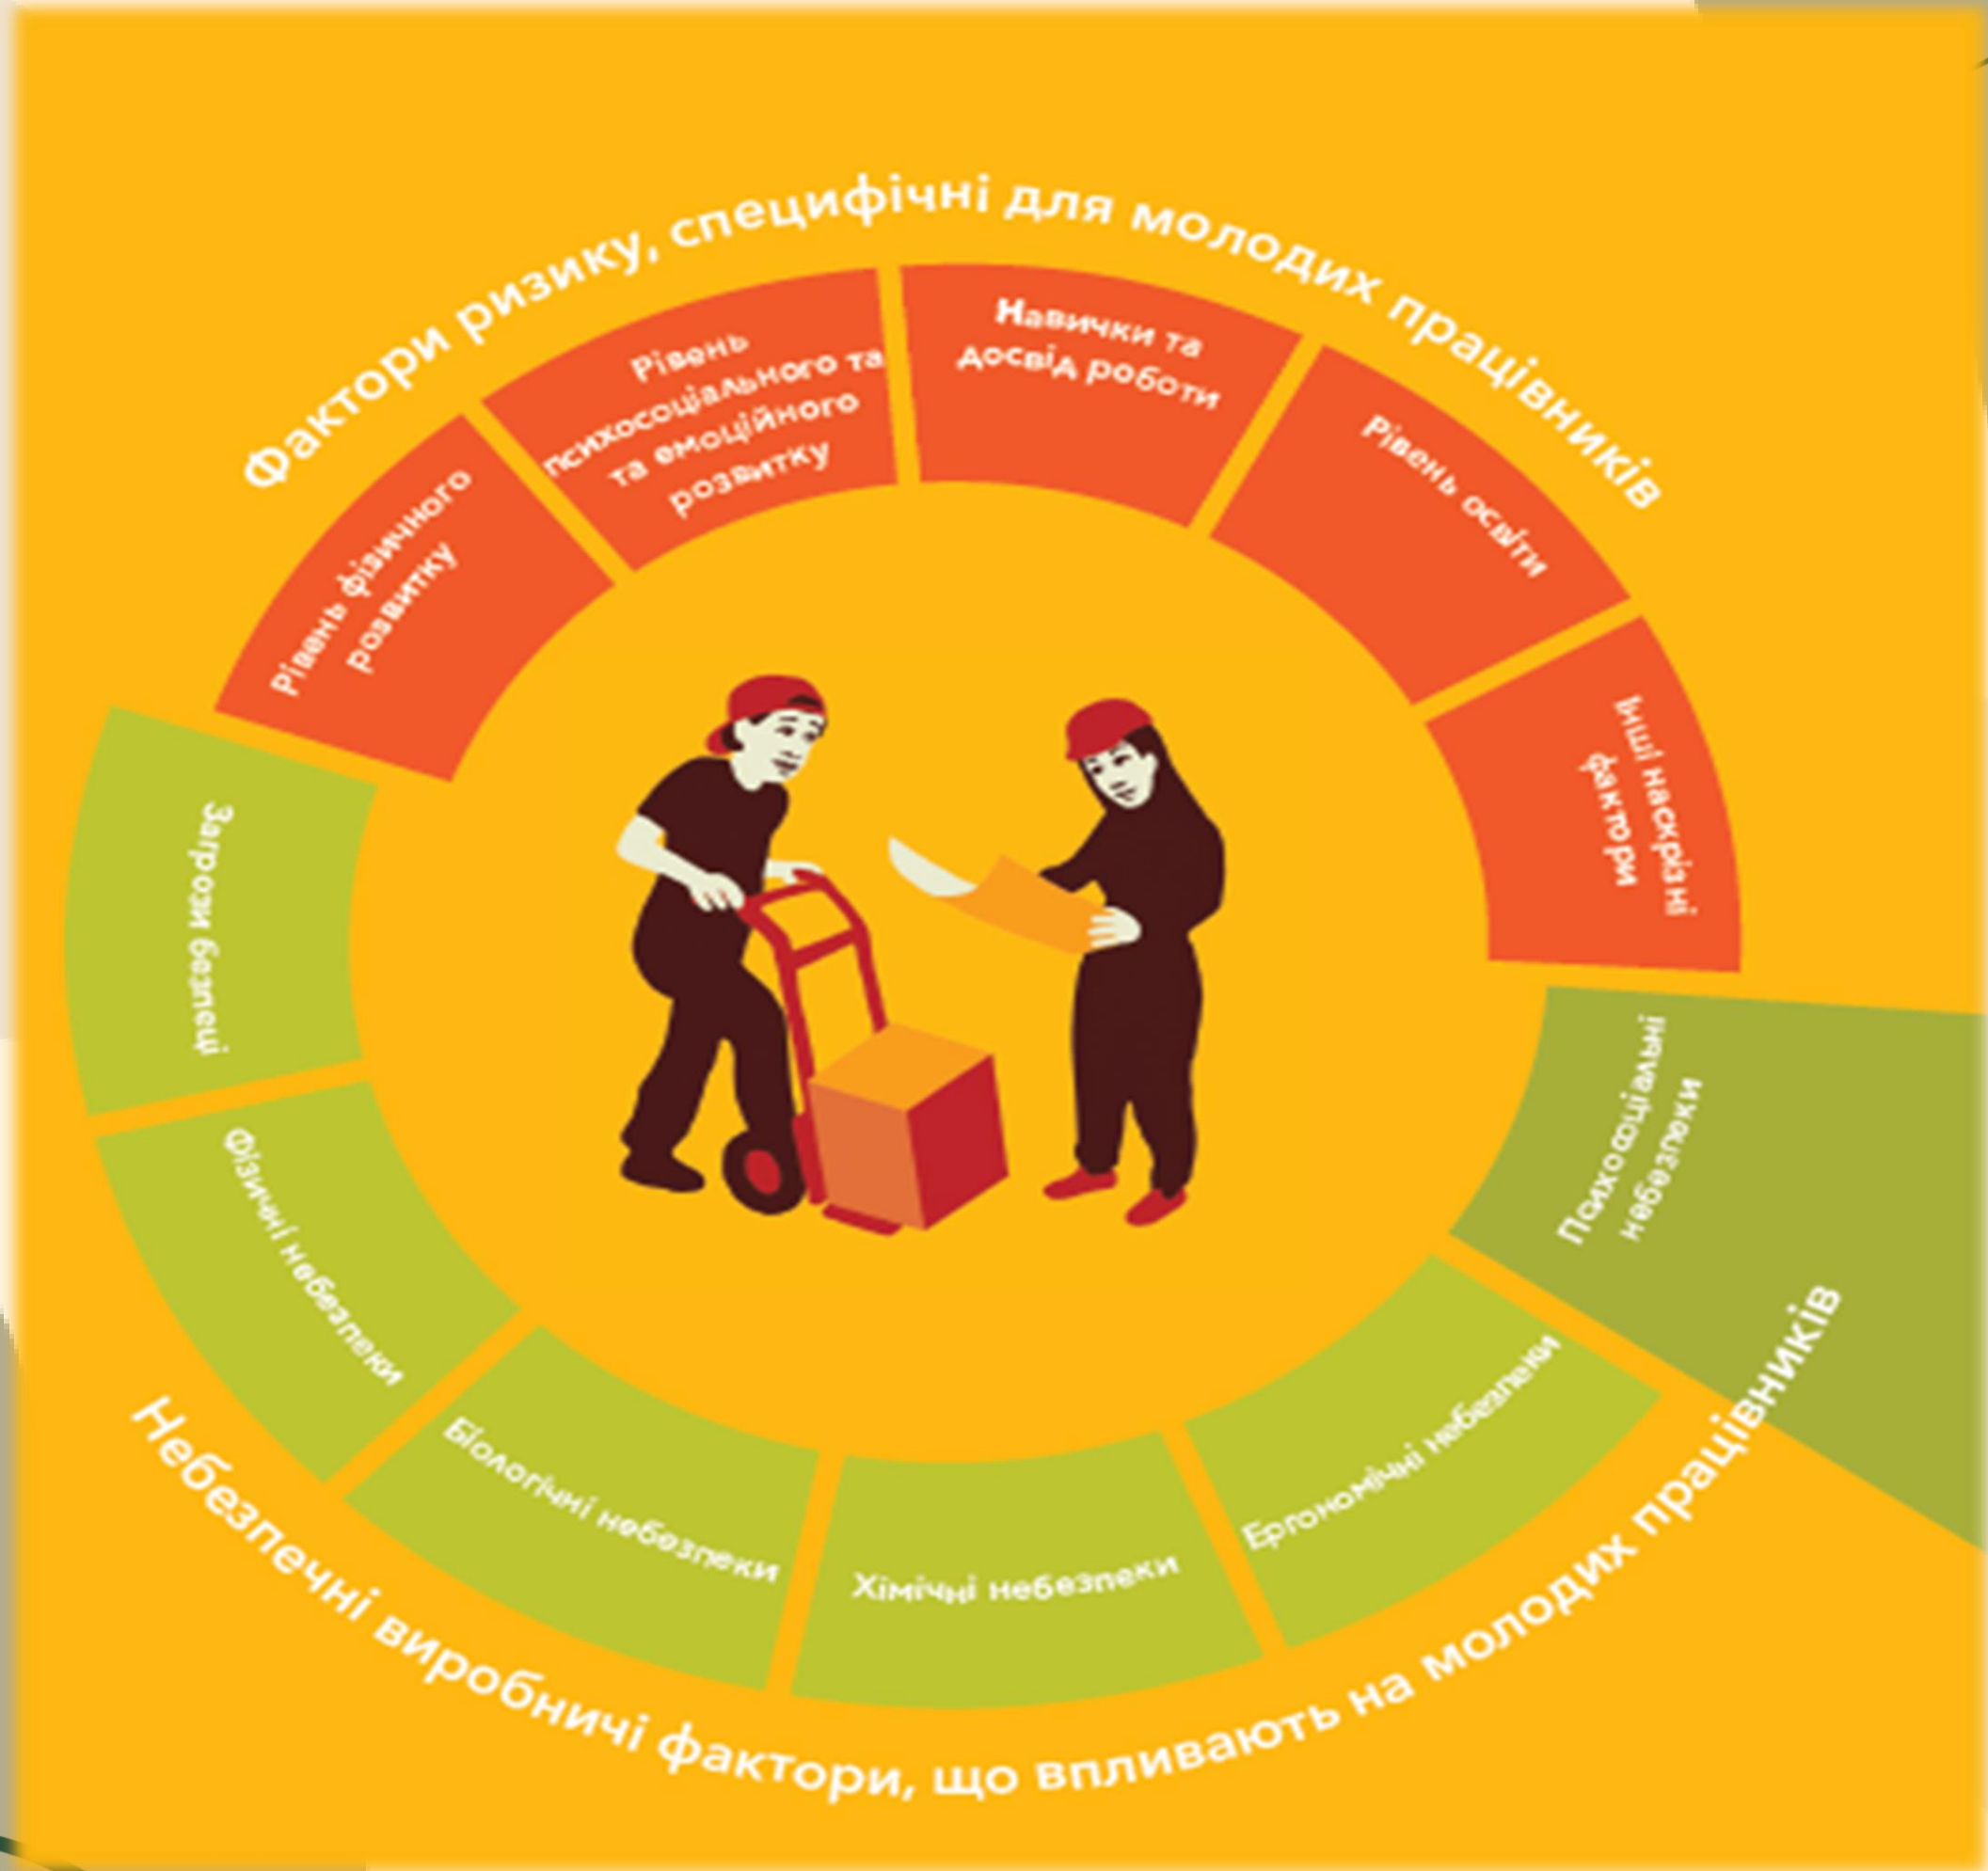 Фактори ризику, специфічні для молодих працівників
Рівень фізичного
розвитку
Рівень
психосоціального та
та емоційного
розвитку
Навички та
досвід роботи
Рівень освіти
Інші наскрізні
фактори
Загрози безпеці
Фізичні небезпеки
Біологічні небезпеки
Хімічні небезпеки
Ергономічні небезпеки
Психосоціальні
небезпеки
Небезпечні виробничі фактори, що впливають на молодих працівників